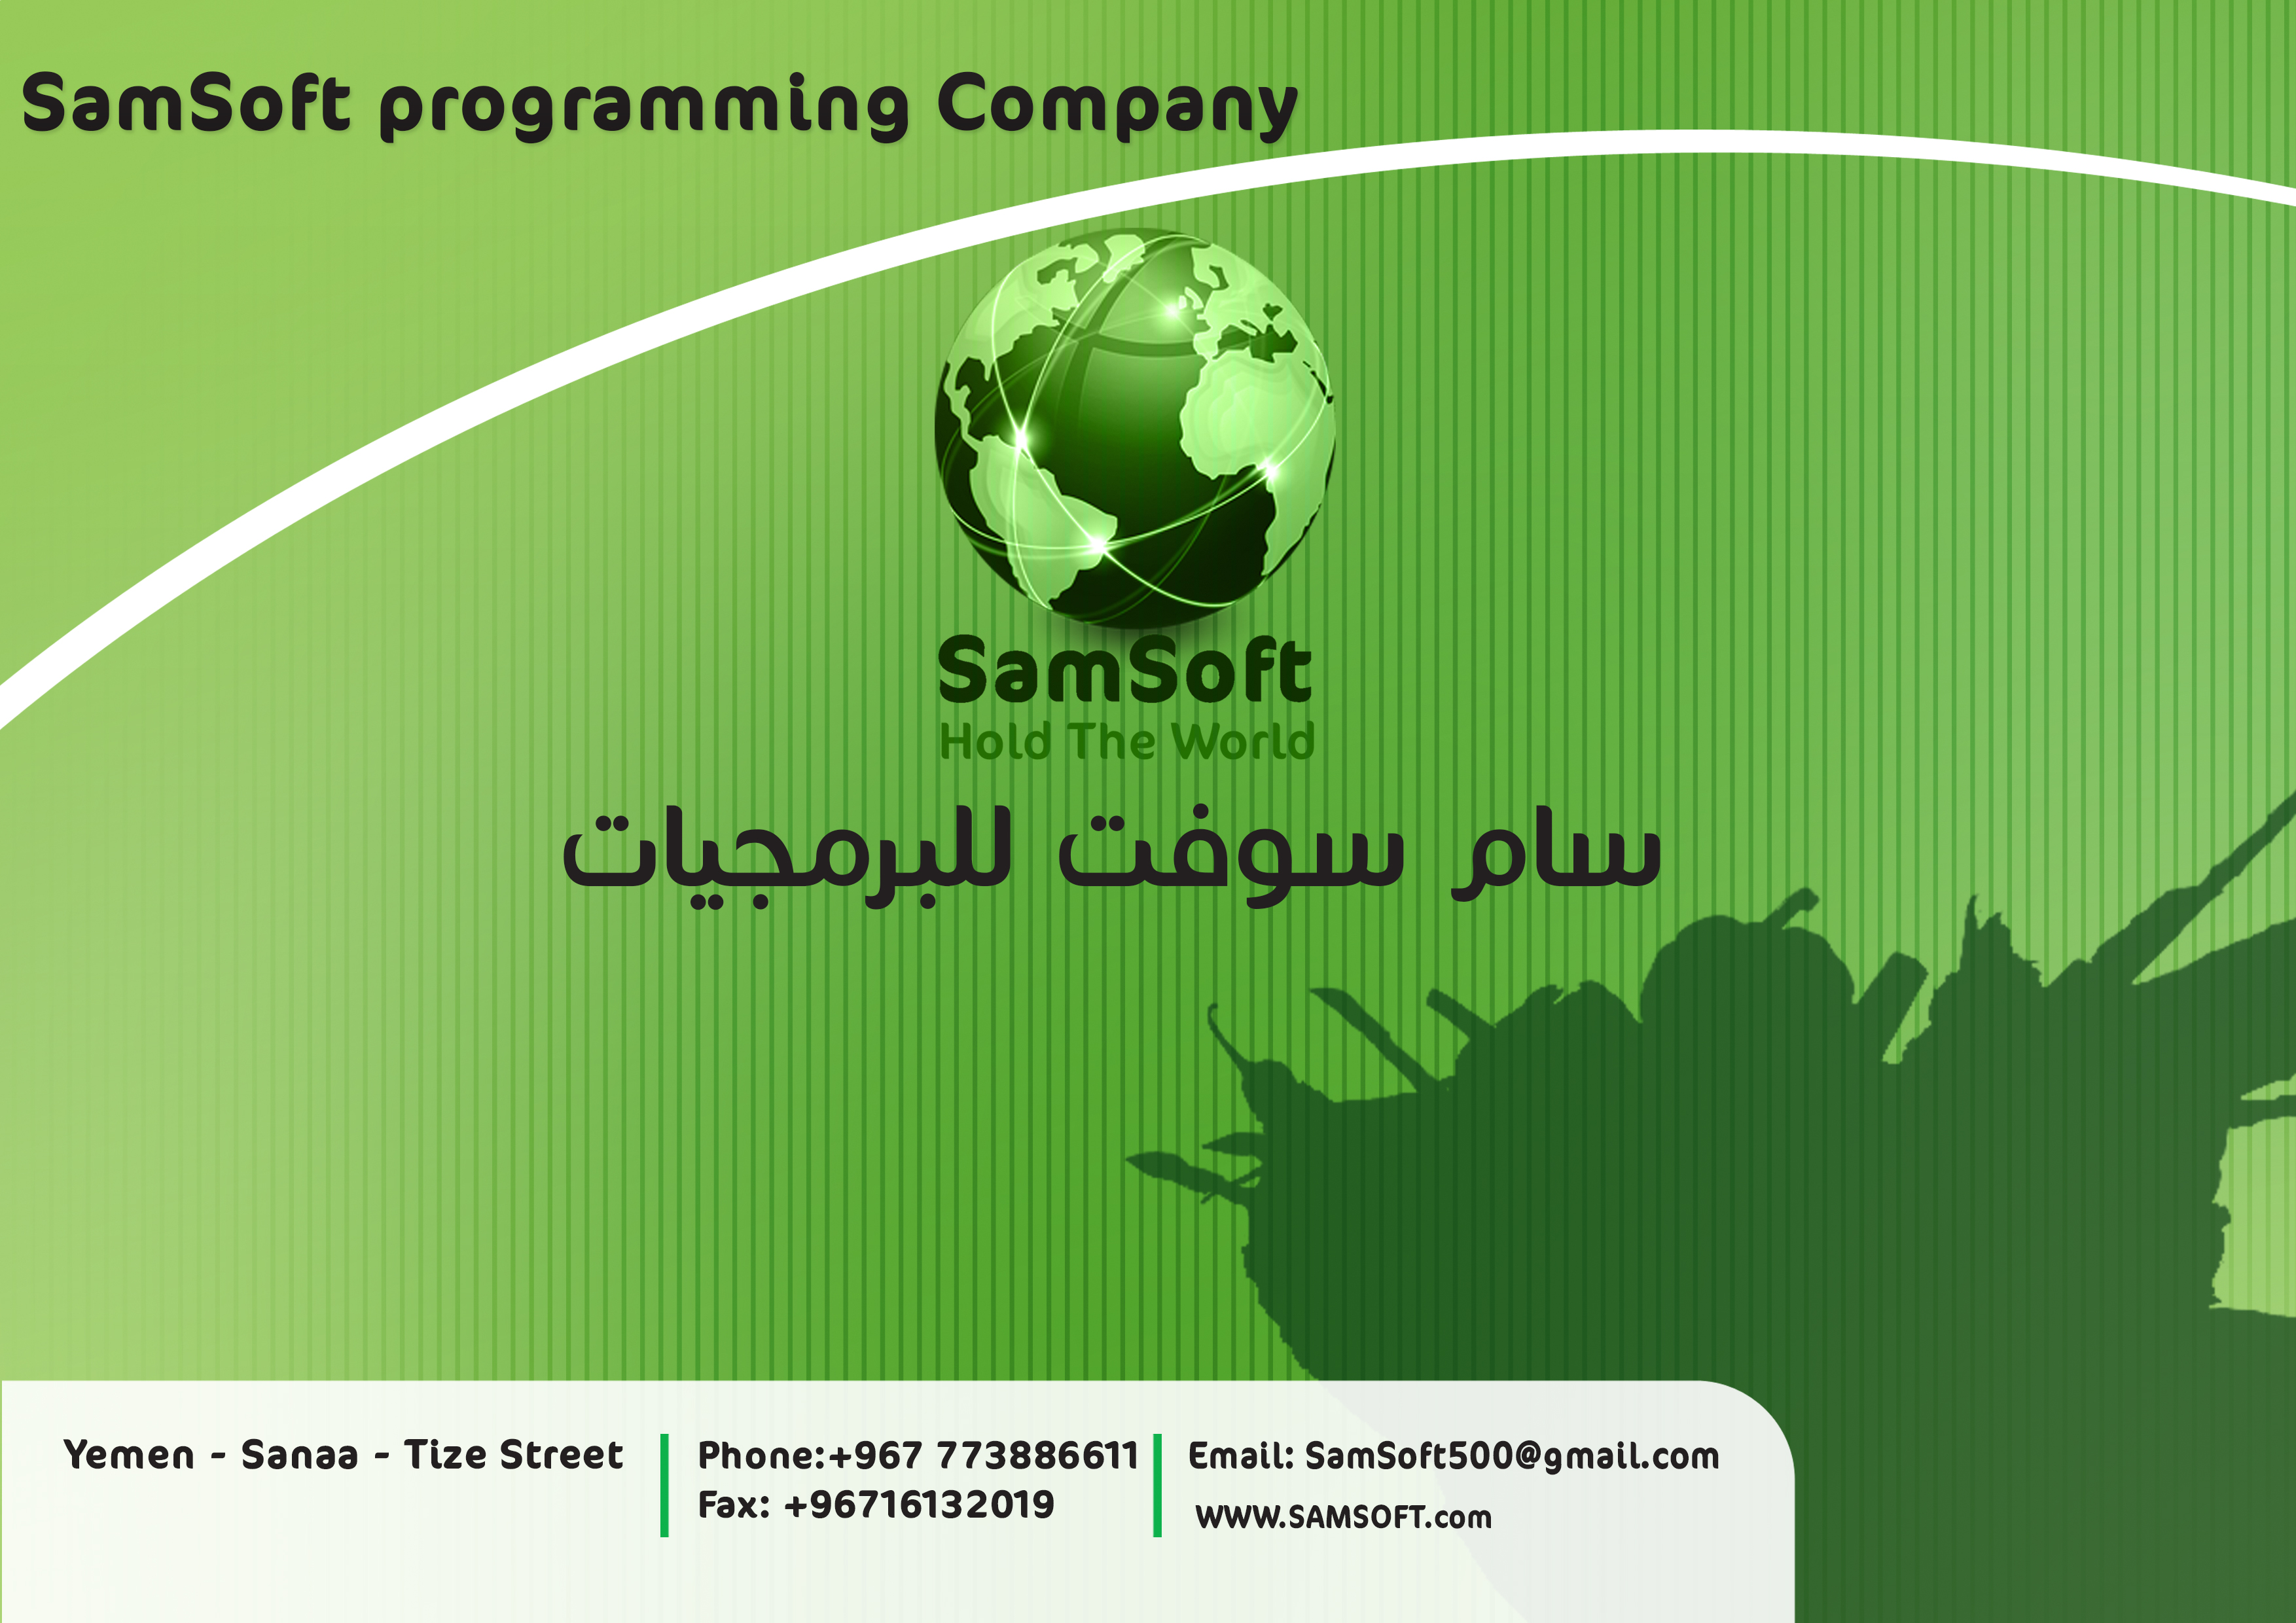 SamSoft programming Company
SamSoft
Hold The World
سام سوفت للبرمجيات
Yemen - Sanaa - Tize Street
Phone:+967 773886611
Fax: +96716132019
Email: SamSoft500@gmail.com
WWW.SAMSOFT.com